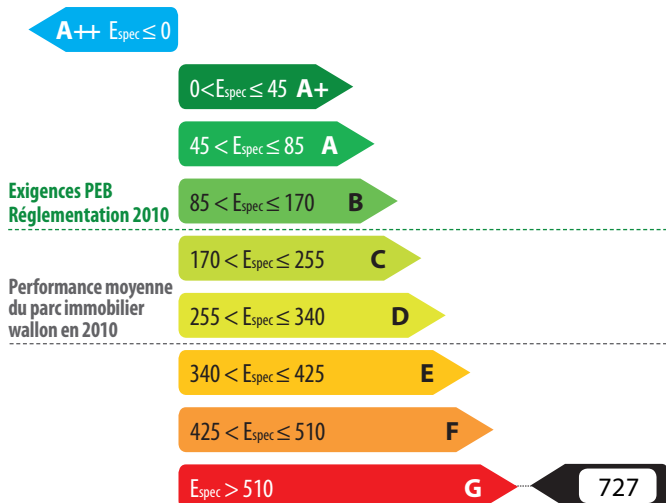 A++ Espec ≤ 0
0<Espec ≤ 45 A+
45 < Espec ≤ 85 A
Exigences PEB
Réglementation 2010
85 < Espec ≤ 170 B
170 < Espec ≤ 255 C
Performance moyenne
du parc immobilier
wallon en 2010
255 < Espec ≤ 340 D
340 < Espec ≤ 425 E
425 < Espec ≤ 510 F
Espec > 510 G 727